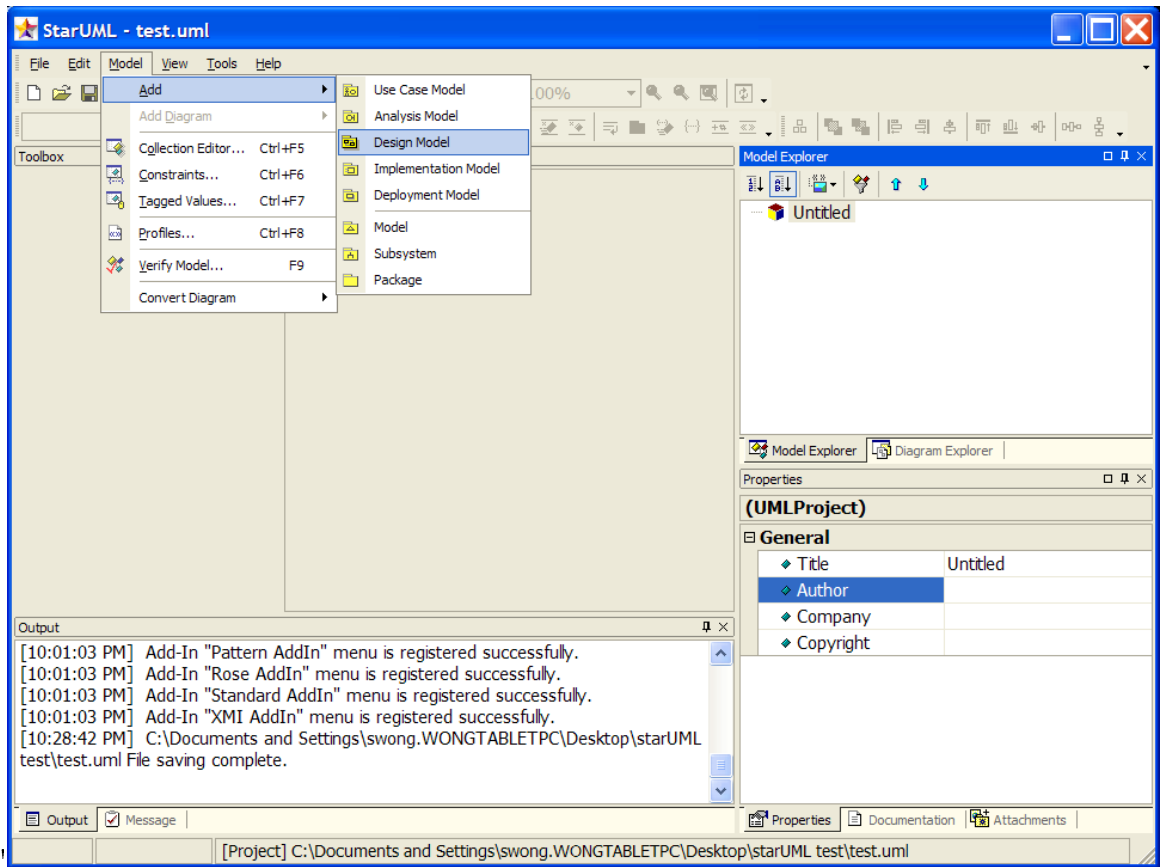 StarUML - test.uml
File Edit Model View Tools Help
Add
Add Diagram
Collection Editor... Ctrl+F5
Constraints... Ctrl+F6
Tagged Values... Ctrl+F7
Profiles... Ctrl+F8
Verify Model... F9
Convert Diagram
Use Case Model
Analysis Model
Design Model
Implementation Model
Deployment Model
Model
Subsystem
Package
00%
Toolbox
Model Explorer
Untitled
Model Explorer Diagram Explorer
Properties
(UMLProject)
General
Title Untitled
Author
Company
Copyright
Output
[10:01:03 PM] Add-In "Pattern AddIn" menu is registered successfully.
[10:01:03 PM] Add-In "Rose AddIn" menu is registered successfully.
[10:01:03 PM] Add-In "Standard AddIn" menu is registered successfully.
[10:01:03 PM] Add-In "XMI AddIn" menu is registered successfully.
[10:28:42 PM] C:\Documents and Settings\swong.WONGTABLETPC\Desktop\starUML
test\test.uml File saving complete.
Output Message
Properties Documentation Attachments
[Project] C:\Documents and Settings\swong.WONGTABLETPC\Desktop\starUML test\test.uml